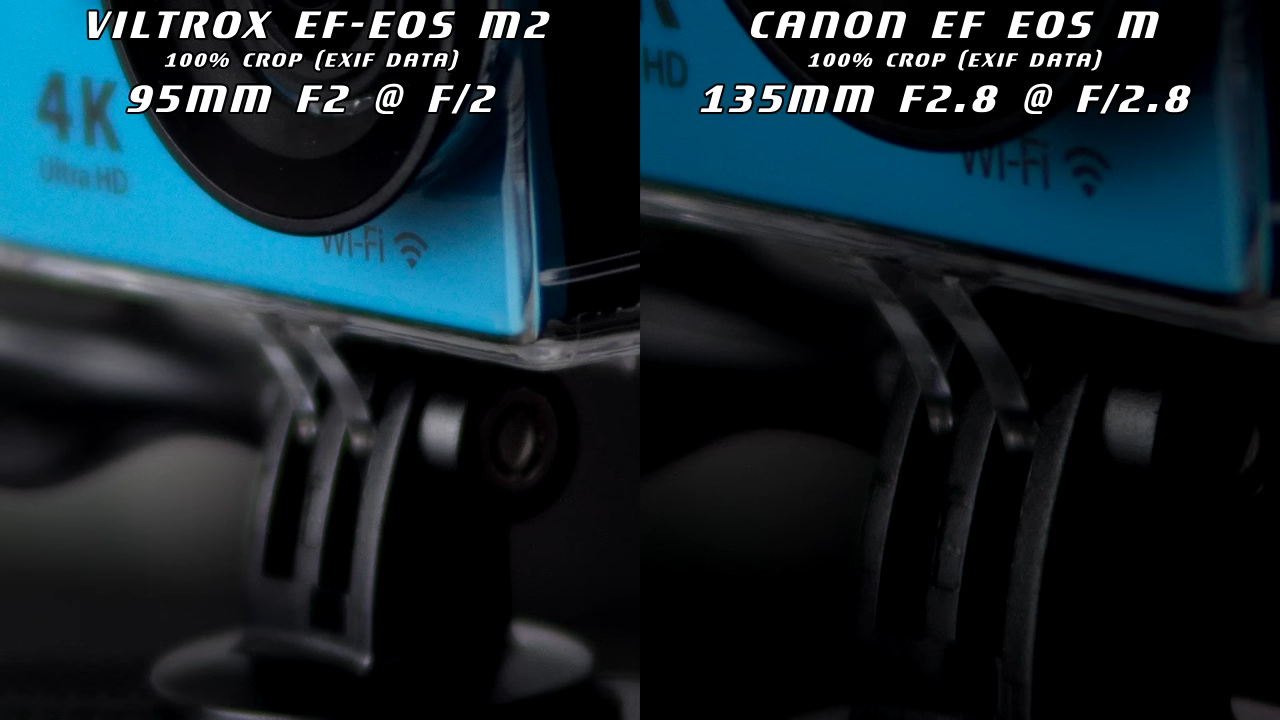 VILTROX EF-EOS M2
100% CROP (EXIF DATA)
95MM F2 @ F/2
4K
Ultra HD
Wi-Fi
CANON EF EOS M
100% CROP (EXIF DATA)
135MM F2.8 @ F/2.8
K
HD
Wi-Fi